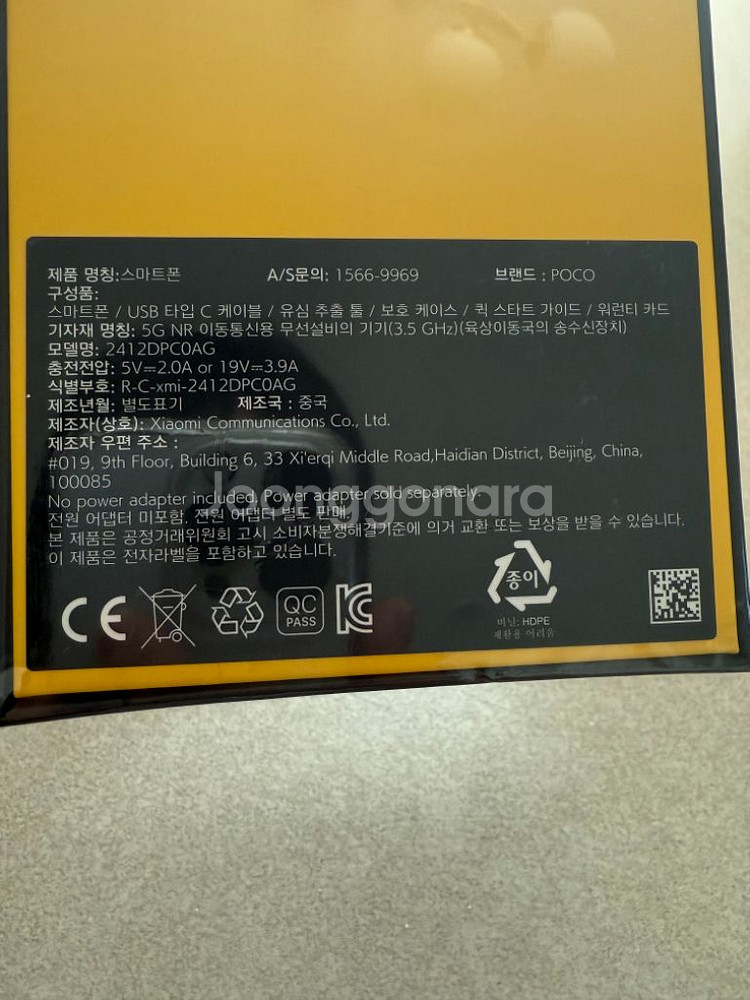 제품 명칭:스마트폰 A/S문의: 1566-9969 브랜드 : POCO
구성품:
스마트폰 / USB 타입 C 케이블 / 유심 추출 툴 / 보호 케이스 / 퀵 스타트 가이드 / 워런티 카드
기자재 명칭: 5G NR 이동통신용 무선설비의 기기(3.5 GHz)(육상이동국의 송수신장치)
모델명: 2412DPC0AG
충전전압: 5V⎓2.0A or 19V⎓3.9A
식별부호: R-C-xmi-2412DPC0AG
제조년월: 별도표기 제조국 : 중국
제조자(상호): Xiaomi Communications Co., Ltd.
제조자 우편 주소 :
#019, 9th Floor, Building 6, 33 Xi'erqi Middle Road,Haidian District, Beijing, China,
100085
No power adapter included. Power adapter sold separately.
전원 어댑터 미포함. 전원 어댑터 별도 판매.
본 제품은 공정거래위원회 고시 소비자분쟁해결기준에 의거 교환 또는 보상을 받을 수 있습니다.
이 제품은 전자라벨을 포함하고 있습니다.
Joonggonara
CE
QC
PASS
종이
비닐: HDPE
재활용 어려움